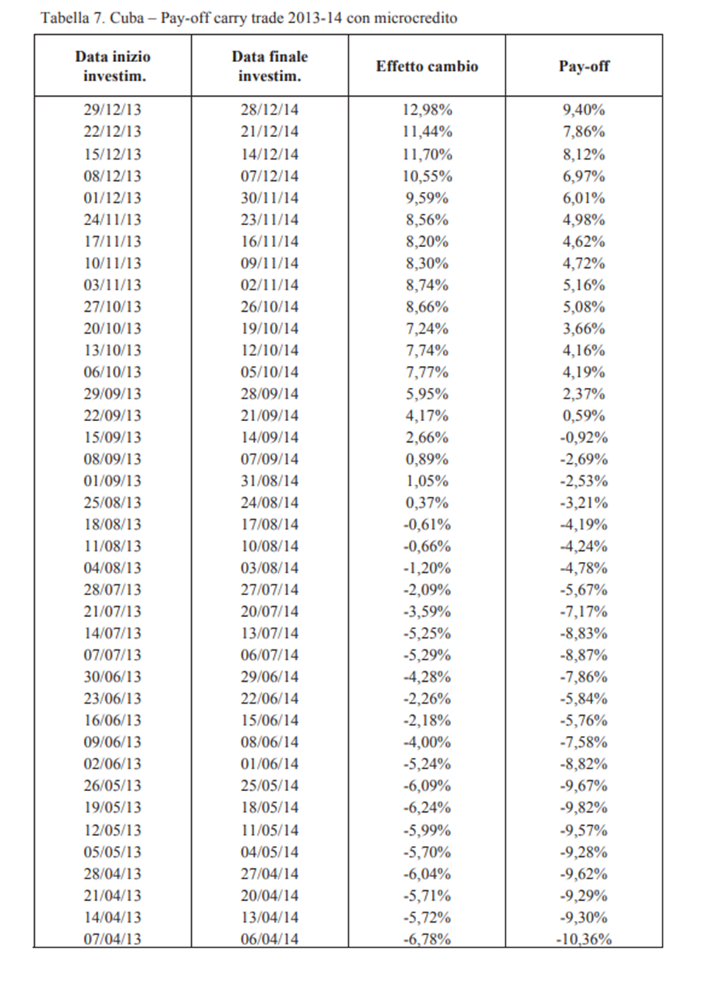 Tabella 7. Cuba – Pay-off carry trade 2013-14 con microcredito
Data inizio investim. Data finale investim. Effetto cambio Pay-off
29/12/13 28/12/14 12,98% 9,40%
22/12/13 21/12/14 11,44% 7,86%
15/12/13 14/12/14 11,70% 8,12%
08/12/13 07/12/14 10,55% 6,97%
01/12/13 30/11/14 9,59% 6,01%
24/11/13 23/11/14 8,56% 4,98%
17/11/13 16/11/14 8,20% 4,62%
10/11/13 09/11/14 8,30% 4,72%
03/11/13 02/11/14 8,74% 5,16%
27/10/13 26/10/14 8,66% 5,08%
20/10/13 19/10/14 7,24% 3,66%
13/10/13 12/10/14 7,74% 4,16%
06/10/13 05/10/14 7,77% 4,19%
29/09/13 28/09/14 5,95% 2,37%
22/09/13 21/09/14 4,17% 0,59%
15/09/13 14/09/14 2,66% -0,92%
08/09/13 07/09/14 0,89% -2,69%
01/09/13 31/08/14 1,05% -2,53%
25/08/13 24/08/14 0,37% -3,21%
18/08/13 17/08/14 -0,61% -4,19%
11/08/13 10/08/14 -0,66% -4,24%
04/08/13 03/08/14 -1,20% -4,78%
28/07/13 27/07/14 -2,09% -5,67%
21/07/13 20/07/14 -3,59% -7,17%
14/07/13 13/07/14 -5,25% -8,83%
07/07/13 06/07/14 -5,29% -8,87%
30/06/13 29/06/14 -4,28% -7,86%
23/06/13 22/06/14 -2,26% -5,84%
16/06/13 15/06/14 -2,18% -5,76%
09/06/13 08/06/14 -4,00% -7,58%
02/06/13 01/06/14 -5,24% -8,82%
26/05/13 25/05/14 -6,09% -9,67%
19/05/13 18/05/14 -6,24% -9,82%
12/05/13 11/05/14 -5,99% -9,57%
05/05/13 04/05/14 -5,70% -9,28%
28/04/13 27/04/14 -6,04% -9,62%
21/04/13 20/04/14 -5,71% -9,29%
14/04/13 13/04/14 -5,72% -9,30%
07/04/13 06/04/14 -6,78% -10,36%